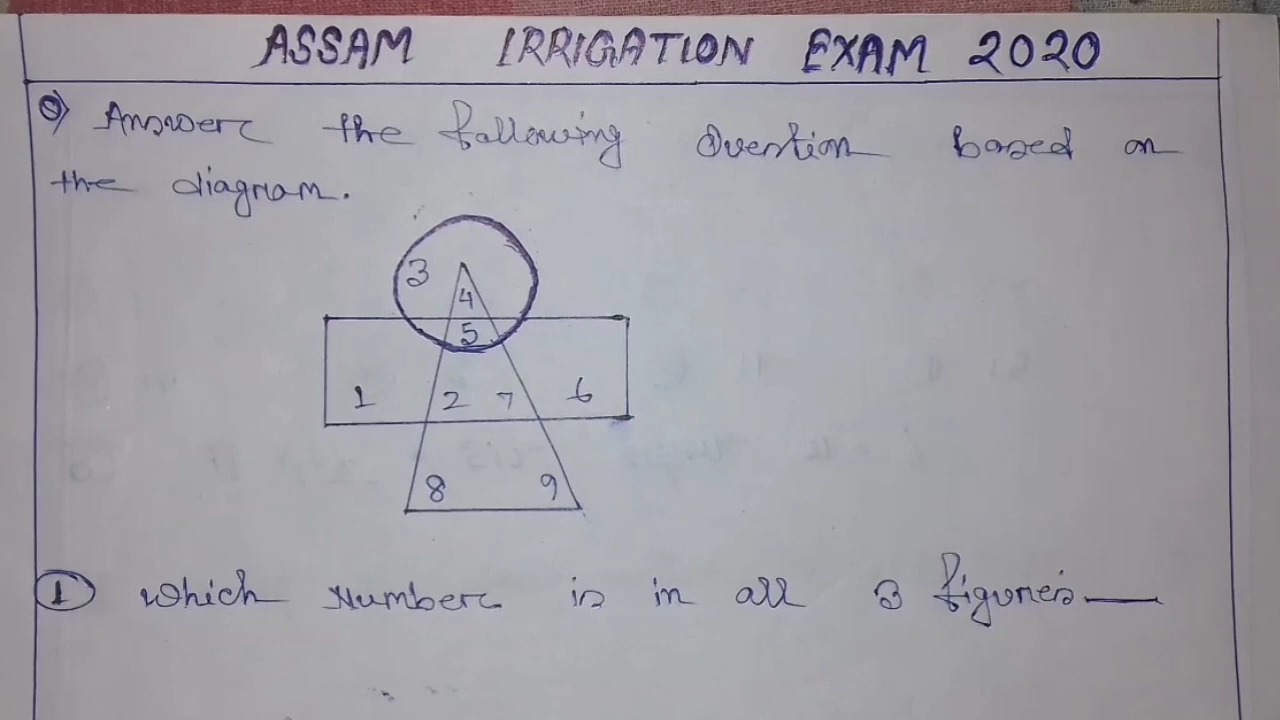 ASSAM IRRIGATION EXAM 2020
Q) Answer the following Question based on
the diagram.
3
4
5
1 2 7 6
8 9
1 Which Number is in all 3 figures